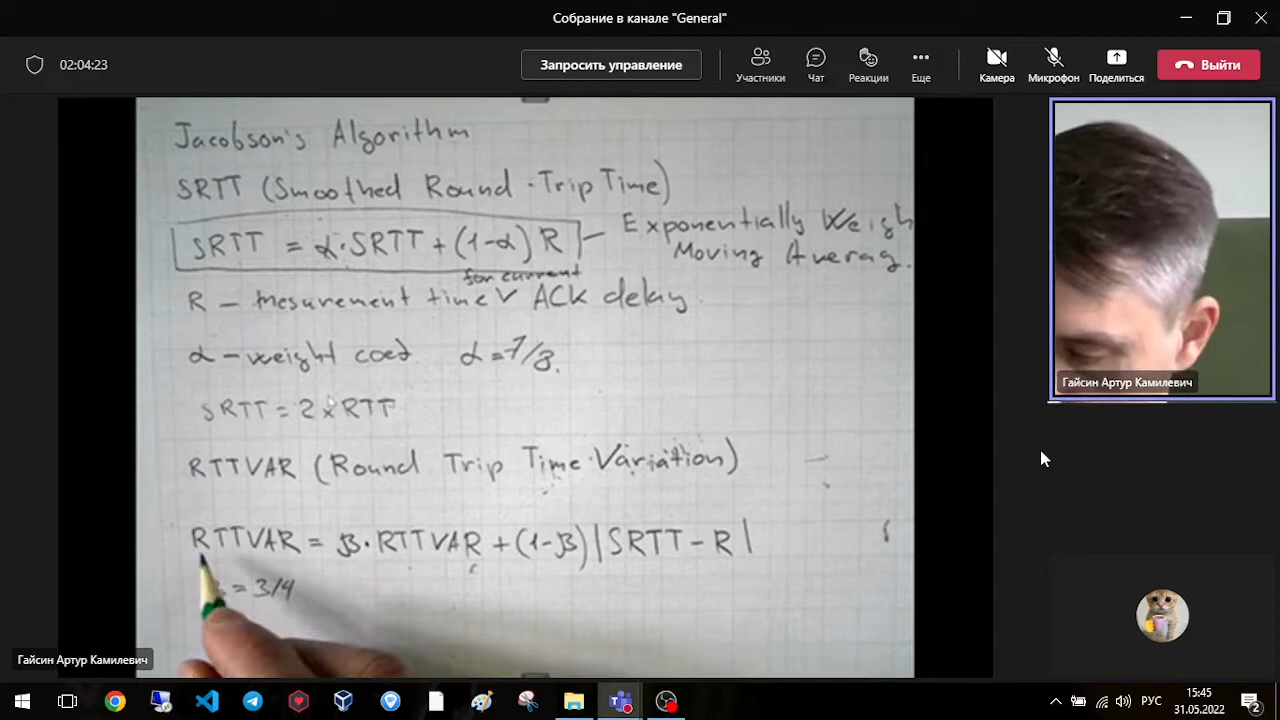 Собрание в канале "General"
02:04:23
Запросить управление
Участники
Чат
Реакции
Еще
Камера
Микрофон
Поделиться
Выйти
Jacobson's Algorithm
SRTT (Smoothed Round-Trip Time)
SRTT = α·SRTT + (1-α) R – Exponentially Weigh
Moving Averag.
for current
R – mesurement time V ACK delay
α – weight coef α = 7/8.
SRTT = 2 x RTT
RTTVAR (Round Trip Time Variation)
RTTVAR = β·RTTVAR + (1-β)|SRTT - R|
= 3/4
Гайсин Артур Камилевич
Гайсин Артур Камилевич
РУС
15:45
31.05.2022
2